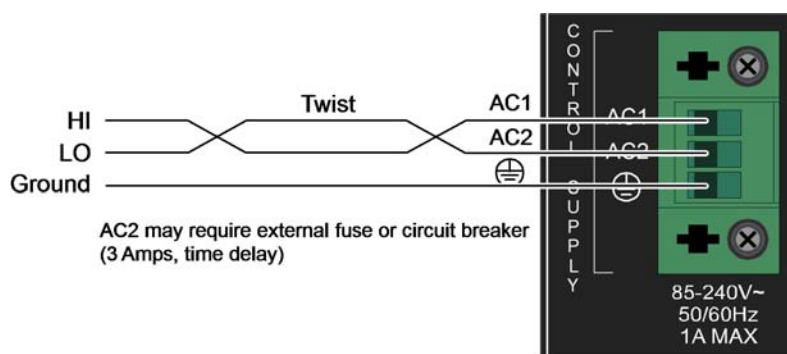 HI
LO
Ground
Twist
AC1
AC2
AC2 may require external fuse or circuit breaker
(3 Amps, time delay)
CONTROL SUPPLY
AC1
AC2
85-240V~
50/60Hz
1A MAX